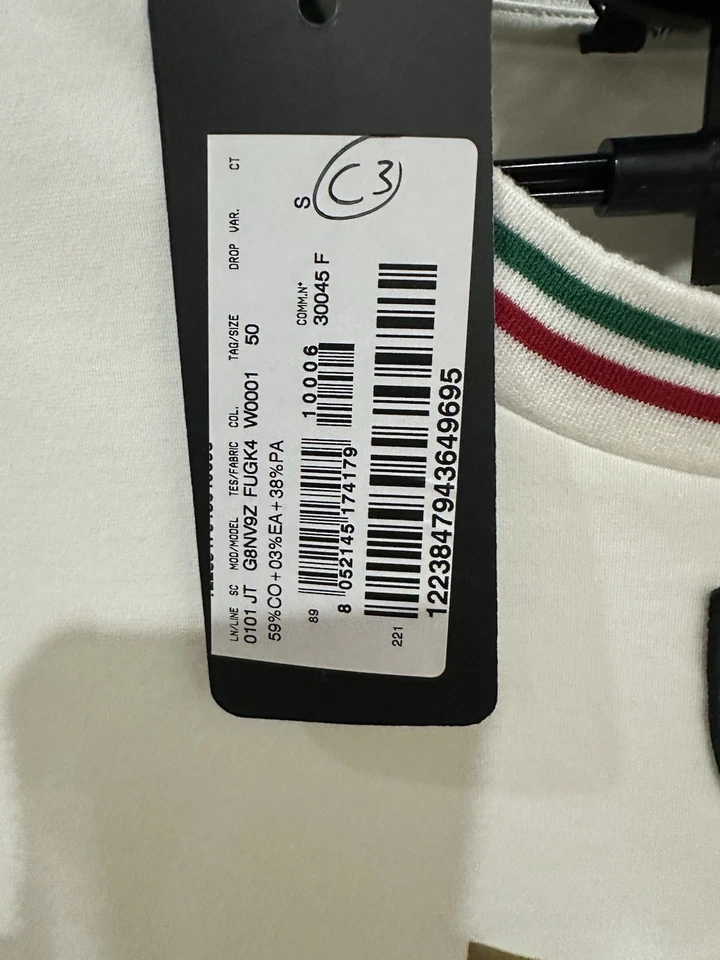 LN/LINE SC MOD/MODEL TES/FABRIC COL. TAG/SIZE DROP VAR. CT
0101 JT G8NV9Z FUGK4 W0001 50
59%CO+03%EA+38%PA
COMM.N°
S
30045 F
C3
10006
89
8 052145 174179
221
1223847943649695